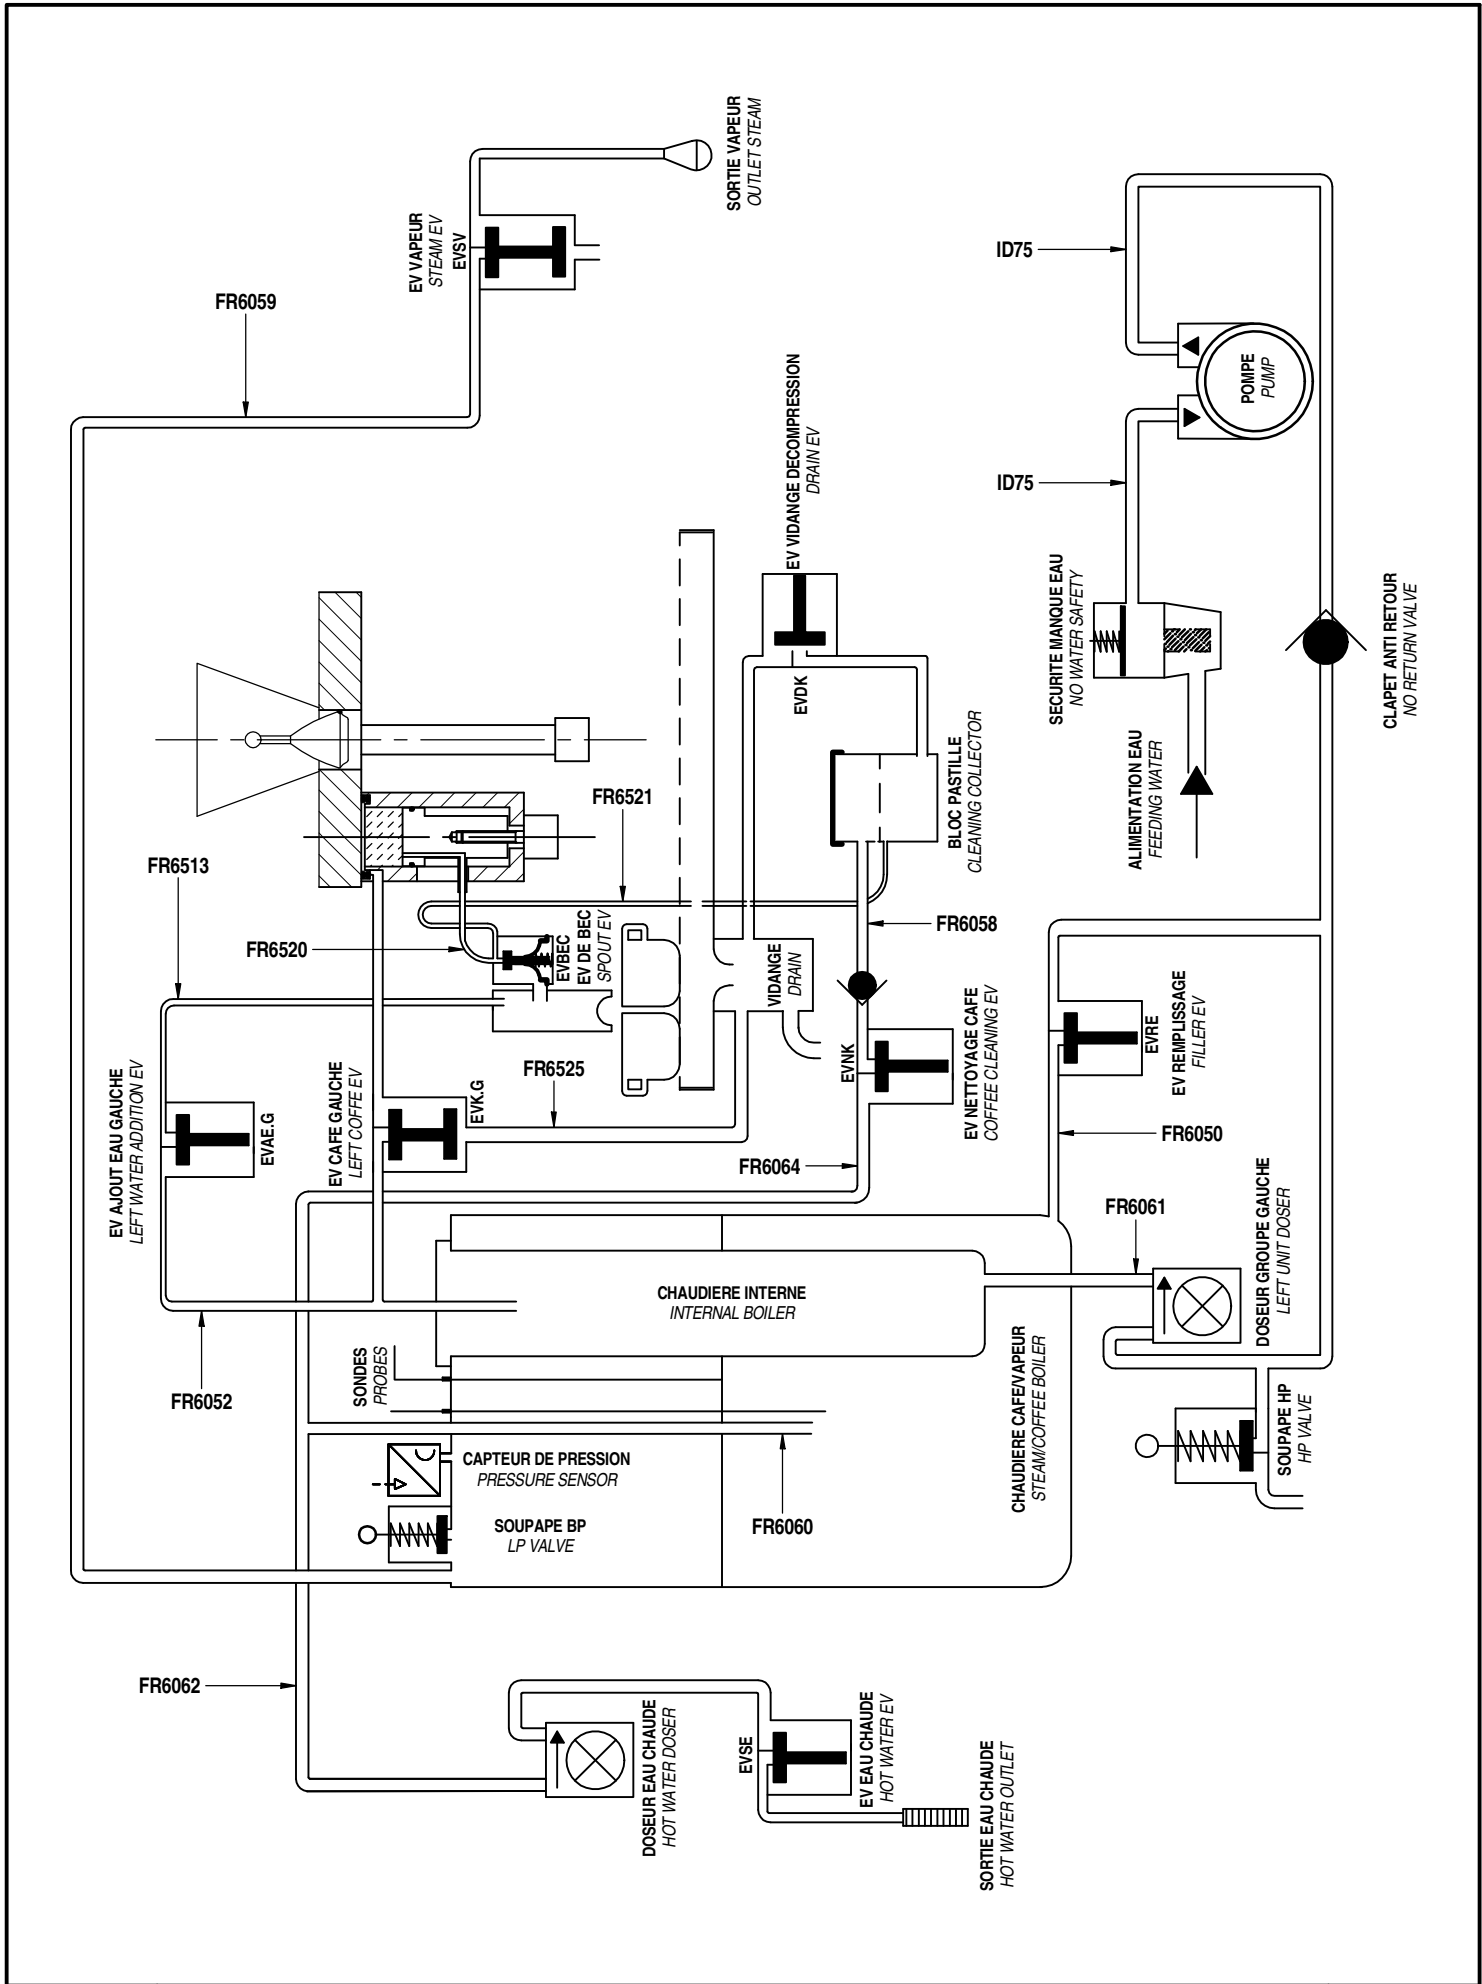 SORTIE VAPEUR
OUTLET STEAM
EV VAPEUR
STEAM EV
EVSV
FR6059
ID75
POMPE
PUMP
ID75
EV VIDANGE DECOMPRESSION
DRAIN EV
EVDK
SECURITE MANQUE EAU
NO WATER SAFETY
CLAPET ANTI RETOUR
NO RETURN VALVE
ALIMENTATION EAU
FEEDING WATER
BLOC PASTILLE
CLEANING COLLECTOR
FR6521
FR6513
FR6520
EVBEC
EV DE BEC
SPOUT EV
FR6058
VIDANGE
DRAIN
EVNK
EV NETTOYAGE CAFE
COFFEE CLEANING EV
EVRE
EV REMPLISSAGE
FILLER EV
EV AJOUT EAU GAUCHE
LEFT WATER ADDITION EV
EVAE.G
EV CAFE GAUCHE
LEFT COFFE EV
EVK.G
FR6525
FR6064
FR6050
FR6061
DOSEUR GROUPE GAUCHE
LEFT UNIT DOSER
CHAUDIERE INTERNE
INTERNAL BOILER
SONDES
PROBES
FR6052
CHAUDIERE CAFE/VAPEUR
STEAM/COFFEE BOILER
CAPTEUR DE PRESSION
PRESSURE SENSOR
SOUPAPE HP
HP VALVE
SOUPAPE BP
LP VALVE
FR6060
FR6062
DOSEUR EAU CHAUDE
HOT WATER DOSER
EVSE
EV EAU CHAUDE
HOT WATER EV
SORTIE EAU CHAUDE
HOT WATER OUTLET